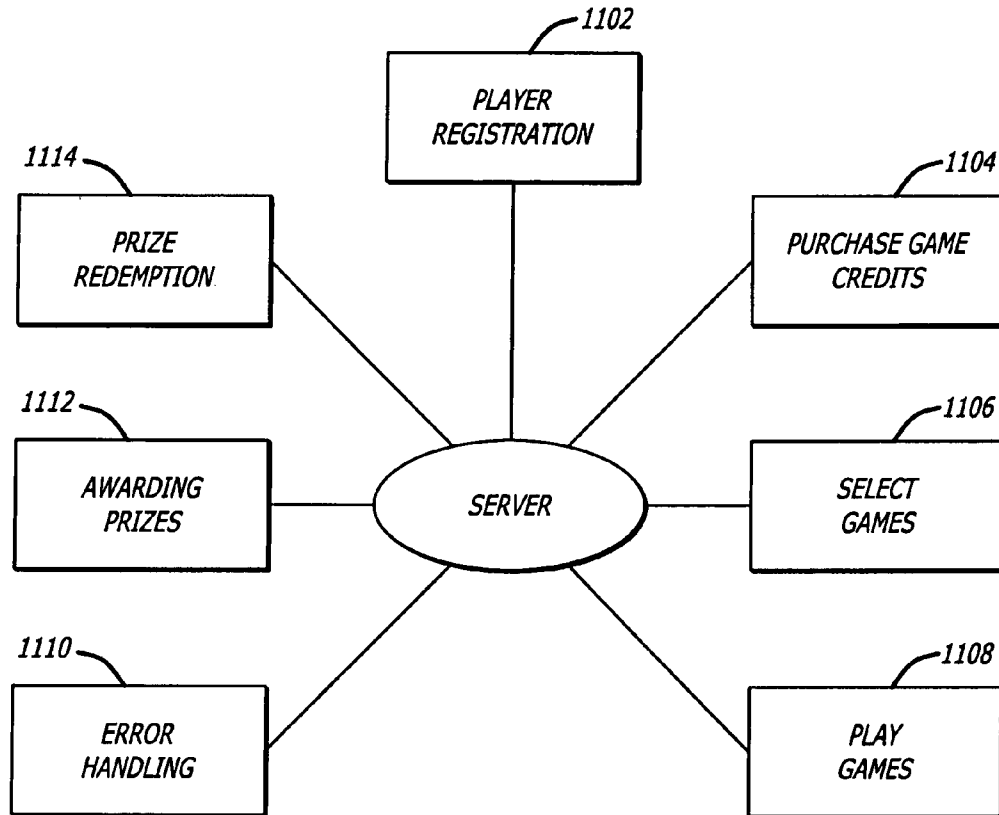 1102
PLAYER
REGISTRATION
1114
PRIZE
REDEMPTION
1104
PURCHASE GAME
CREDITS
1112
AWARDING
PRIZES
SERVER
1106
SELECT
GAMES
1110
ERROR
HANDLING
1108
PLAY
GAMES